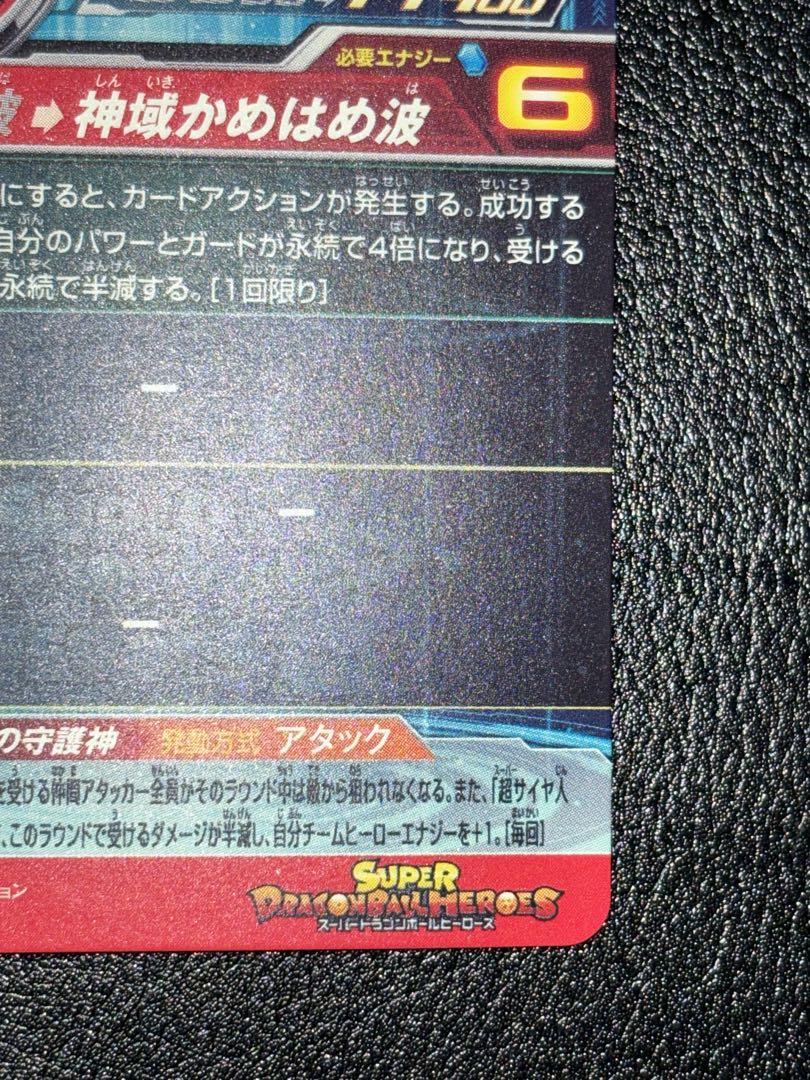 必要エナジー
➡神域かめはめ波 6
にすると、ガードアクションが発生する。成功する
自分のパワーとガードが永続で4倍になり、受ける
永続で半減する。[1回限り]
ー
ー
ー
の守護神 発動方式 アタック
を受ける仲間アタッカー全員がそのラウンド中は敵から狙われなくなる。また、「超サイヤ人
、このラウンドで受けるダメージが半減し、自分チームヒーローエナジーを+1。[毎回]
ョン
SUPER
DRAGONBALL HEROES
スーパードラゴンボールヒーローズ